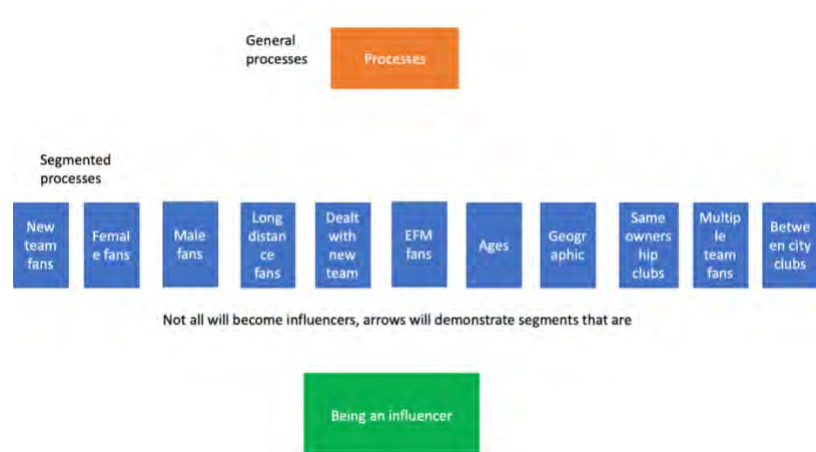 General
processes
Processes
Segmented
processes
New
team
fans
Femal
e fans
Male
fans
Long
distan
ce
fans
Dealt
with
new
team
EFM
fans
Ages
Geogr
aphic
Same
owners
hip
clubs
Multip
le
team
fans
Betwe
en city
clubs
Not all will become influencers, arrows will demonstrate segments that are
Being an influencer